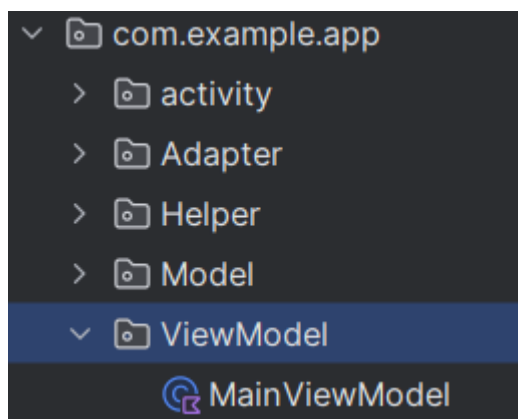 com.example.app
activity
Adapter
Helper
Model
ViewModel
MainViewModel